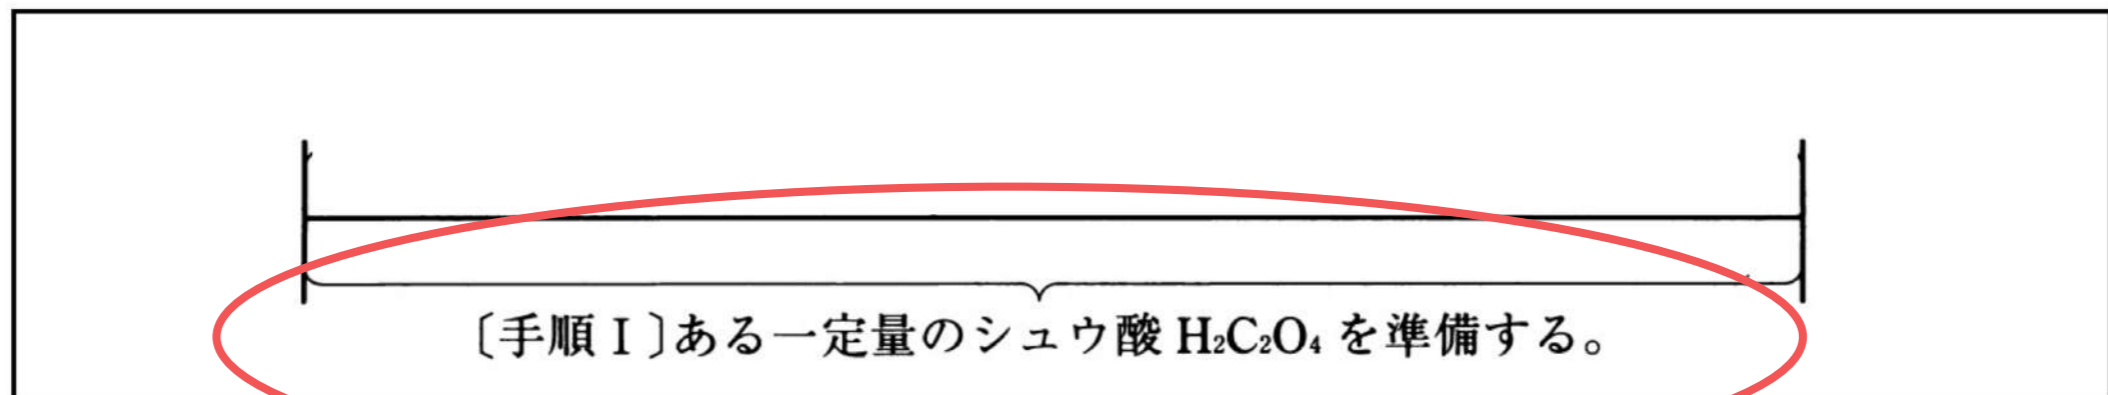 〔手順Ⅰ〕ある一定量のシュウ酸 H₂C₂O₄ を準備する。